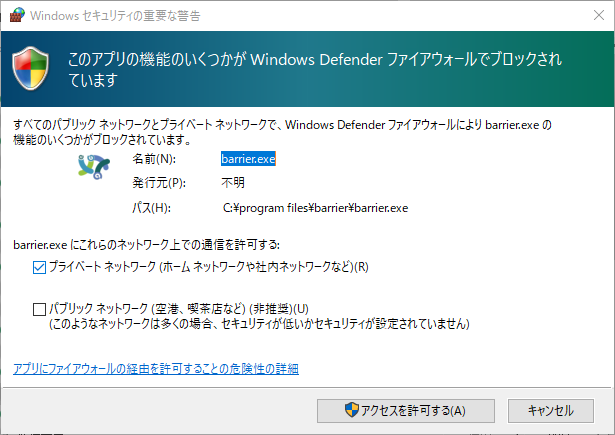 Windows セキュリティの重要な警告
このアプリの機能のいくつかが Windows Defender ファイアウォールでブロックされ
ています
すべてのパブリック ネットワークとプライベート ネットワークで、Windows Defender ファイアウォールにより barrier.exe の
機能のいくつかがブロックされています。
名前(N): barrier.exe
発行元(P): 不明
パス(H): C:¥program files¥barrier¥barrier.exe
barrier.exe にこれらのネットワーク上での通信を許可する:
プライベート ネットワーク (ホーム ネットワークや社内ネットワークなど)(R)
パブリック ネットワーク (空港、喫茶店など) (非推奨)(U)
(このようなネットワークは多くの場合、セキュリティが低いかセキュリティが設定されていません)
アプリにファイアウォールの経由を許可することの危険性の詳細
アクセスを許可する(A) キャンセル